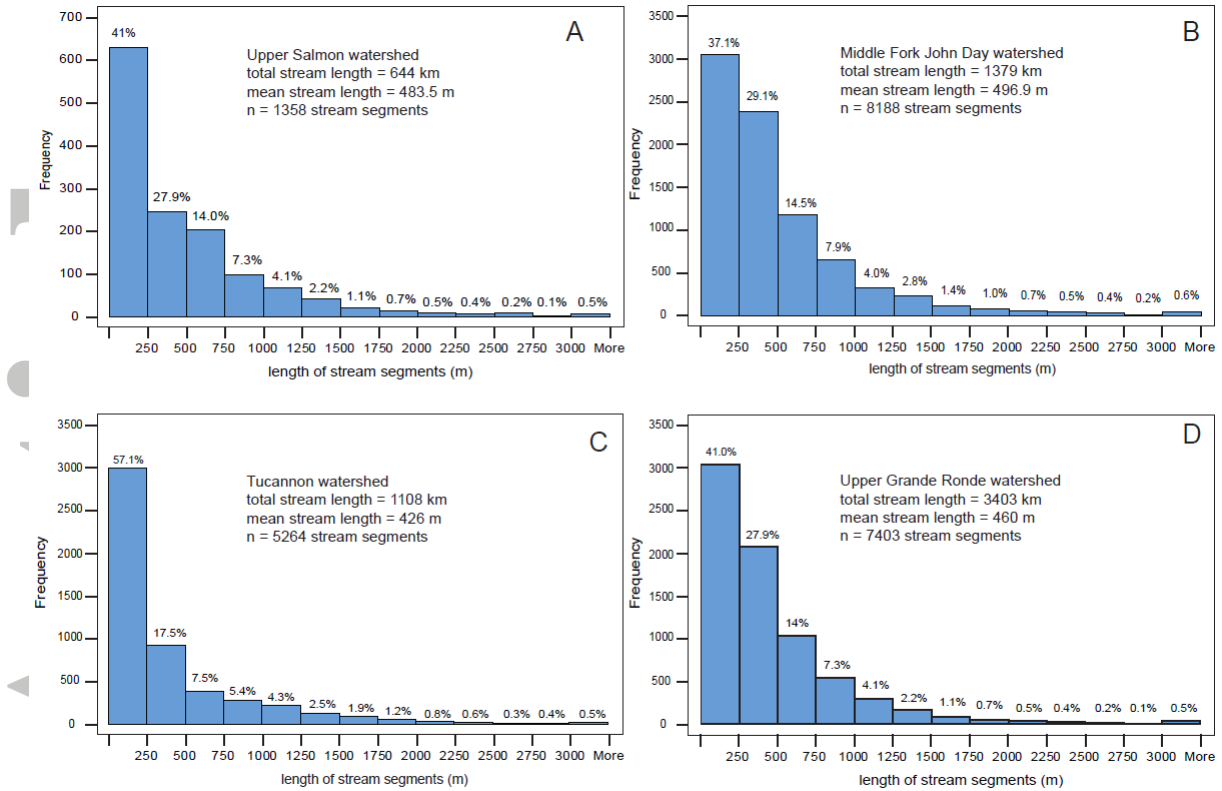 A
700
600
500
400
300
200
100
0
Frequency
41%
27.9%
14.0%
7.3%
4.1%
2.2%
1.1%
0.7%
0.5%
0.4%
0.2%
0.1%
0.5%
Upper Salmon watershed
total stream length = 644 km
mean stream length = 483.5 m
n = 1358 stream segments
250 500 750 1000 1250 1500 1750 2000 2250 2500 2750 3000 More
length of stream segments (m)
B
3500
3000
2500
2000
1500
1000
500
0
Frequency
37.1%
29.1%
14.5%
7.9%
4.0%
2.8%
1.4%
1.0%
0.7%
0.5%
0.4%
0.2%
0.6%
Middle Fork John Day watershed
total stream length = 1379 km
mean stream length = 496.9 m
n = 8188 stream segments
250 500 750 1000 1250 1500 1750 2000 2250 2500 3000 More
length of stream segments (m)
C
3500
3000
2500
2000
1500
1000
500
0
Frequency
57.1%
17.5%
7.5%
5.4%
4.3%
2.5%
1.9%
1.2%
0.8%
0.6%
0.3%
0.4%
0.5%
Tucannon watershed
total stream length = 1108 km
mean stream length = 426 m
n = 5264 stream segments
250 500 750 1000 1250 1500 1750 2000 2250 2500 2750 3000 More
length of stream segments (m)
D
3500
3000
2500
2000
1500
1000
500
0
Frequency
41.0%
27.9%
14%
7.3%
4.1%
2.2%
1.1%
0.7%
0.5%
0.4%
0.2%
0.1%
0.5%
Upper Grande Ronde watershed
total stream length = 3403 km
mean stream length = 460 m
n = 7403 stream segments
250 500 750 1000 1250 1500 1750 2000 2250 2500 2750 3000 More
length of stream segments (m)